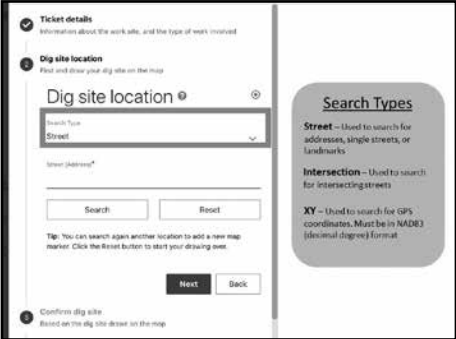 Ticket details
Information about the work site, and the type of work involved
2
Dig site location
Find and draw your dig site on the map
Dig site location
Search Type
Street
Street (Address)*
Search
Reset
Tip: You can search again another location to add a new map
marker. Click the Reset button to start your drawing over.
Next
Back
3
Confirm dig site
Based on the dig site drawn on the map
Search Types
Street – Used to search for
addresses, single streets, or
landmarks
Intersection – Used to search
for intersecting streets
XY – Used to search for GPS
coordinates. Must be in NAD83
(decimal degree) format